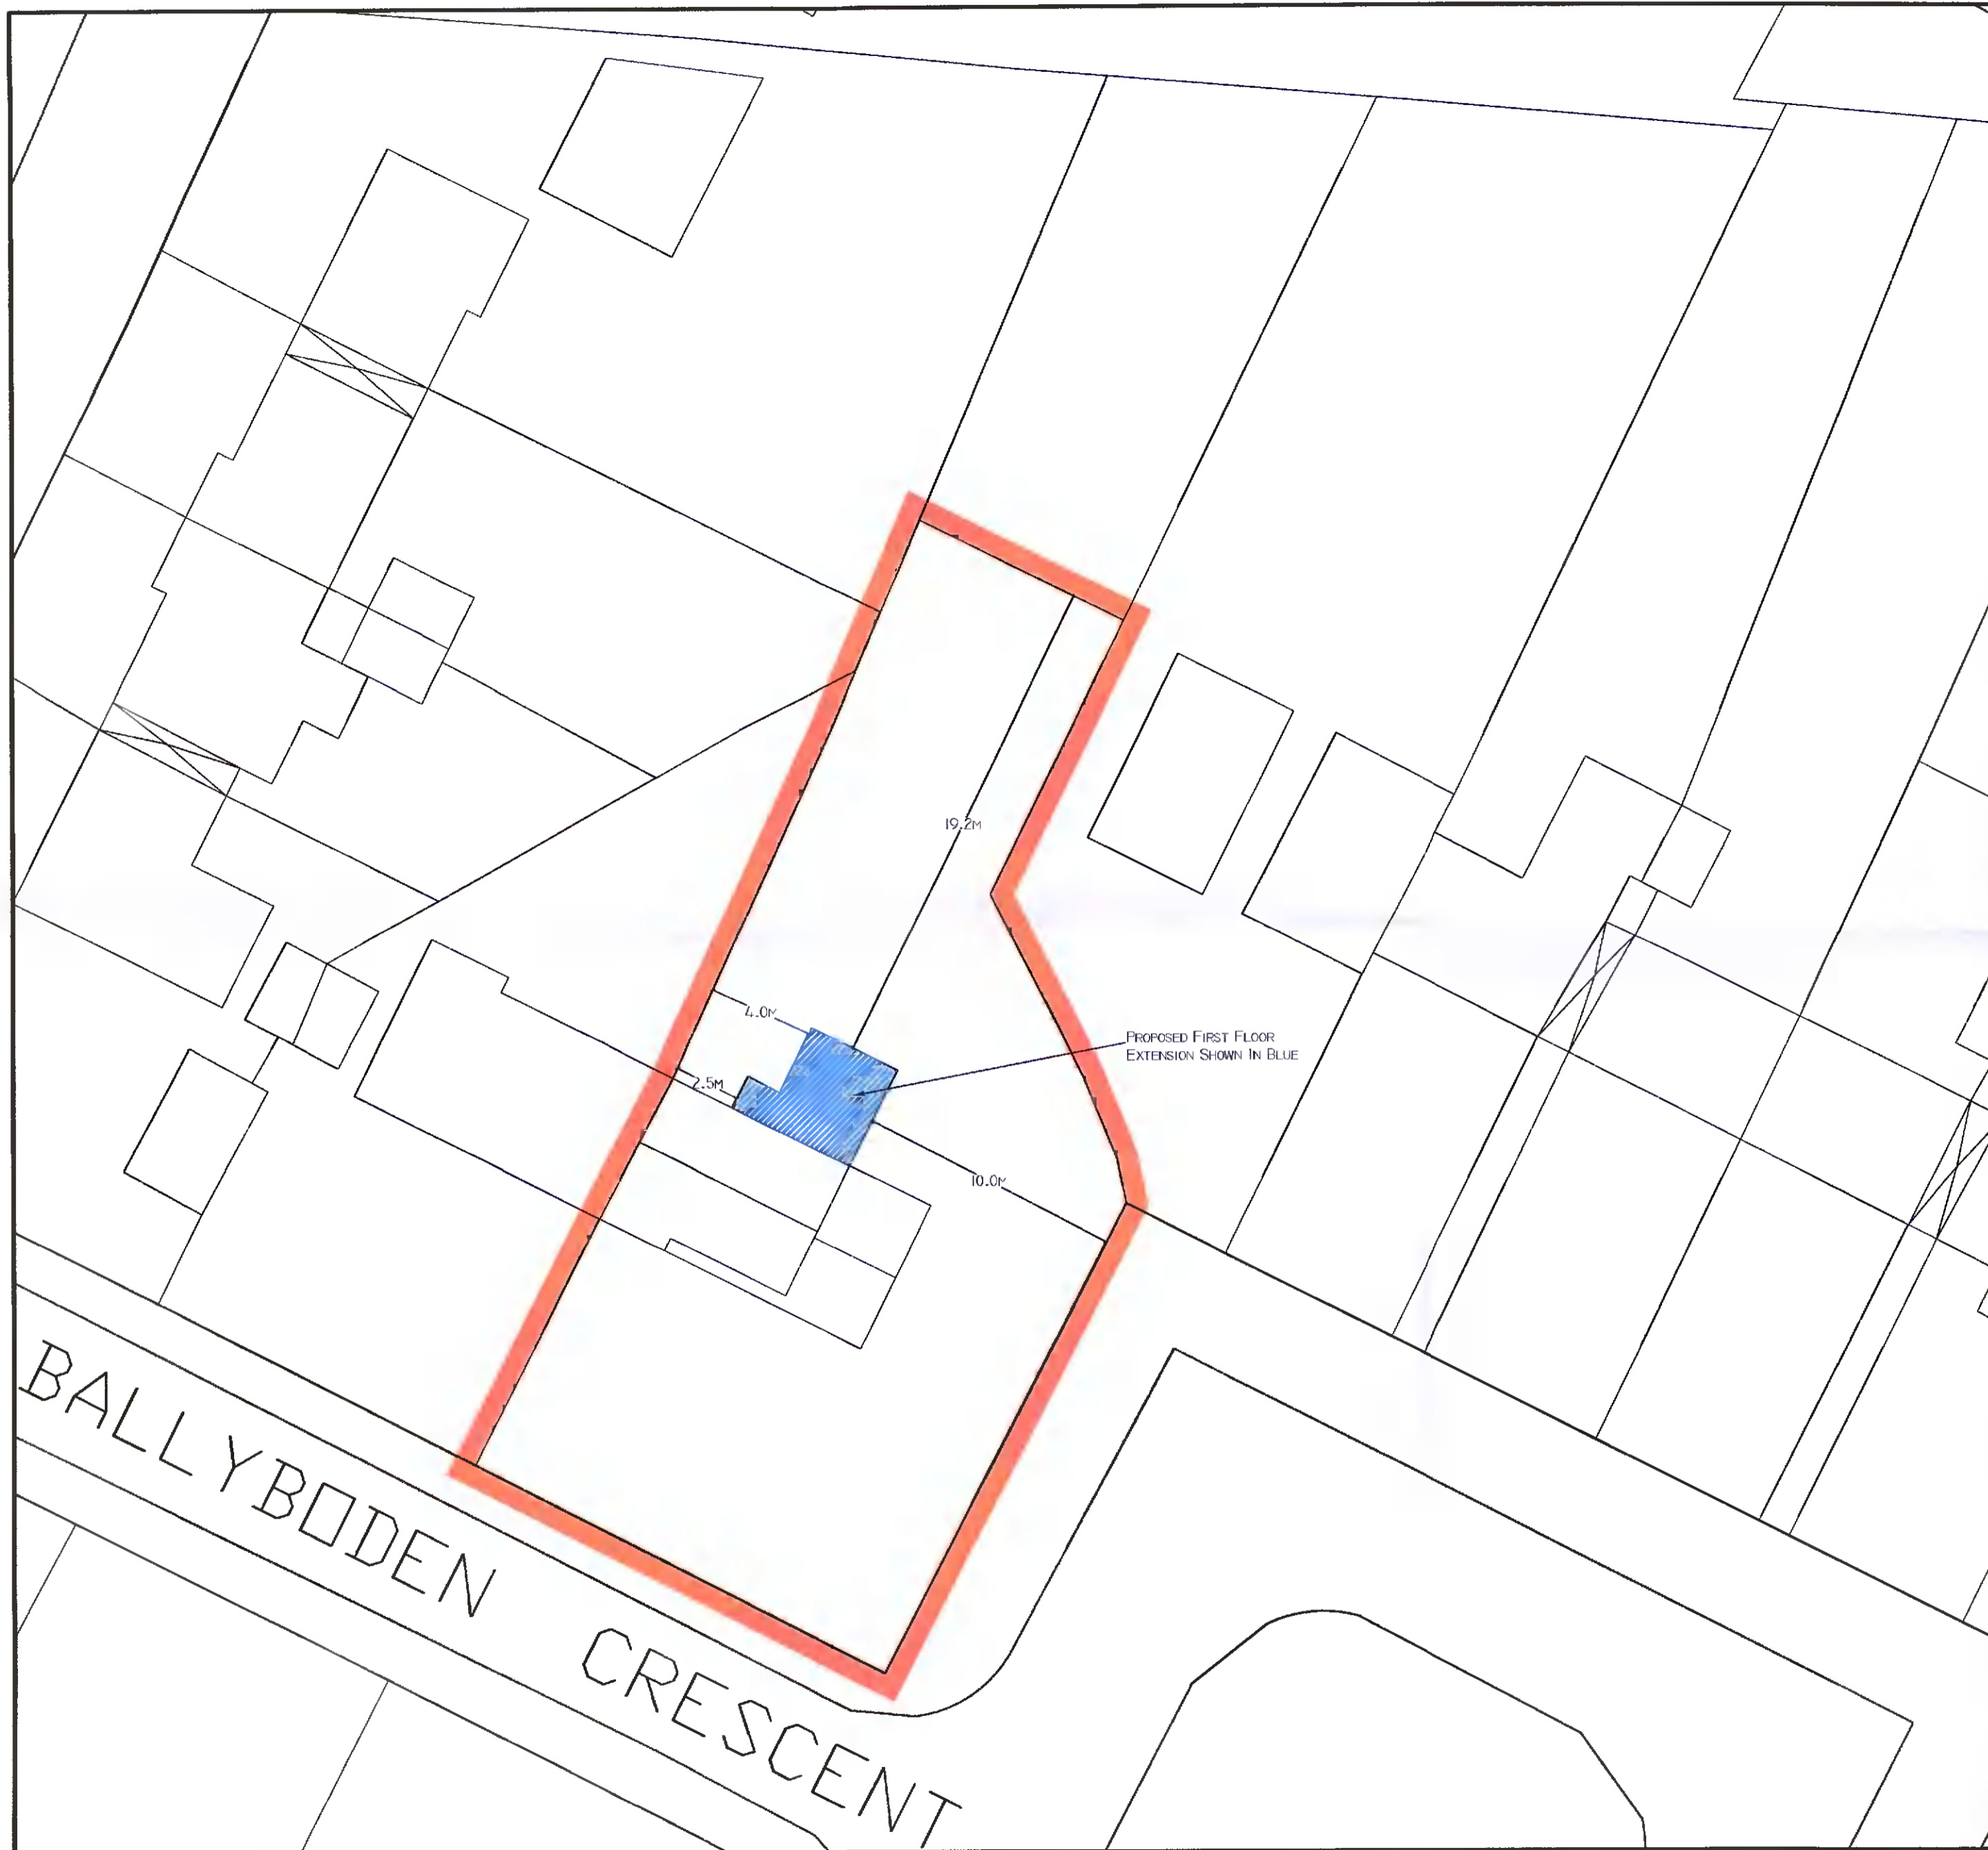 19.2M
4.0M
PROPOSED FIRST FLOOR
EXTENSION SHOWN IN BLUE
2.5M
10.0M
BALLYBODEN CRESCENT